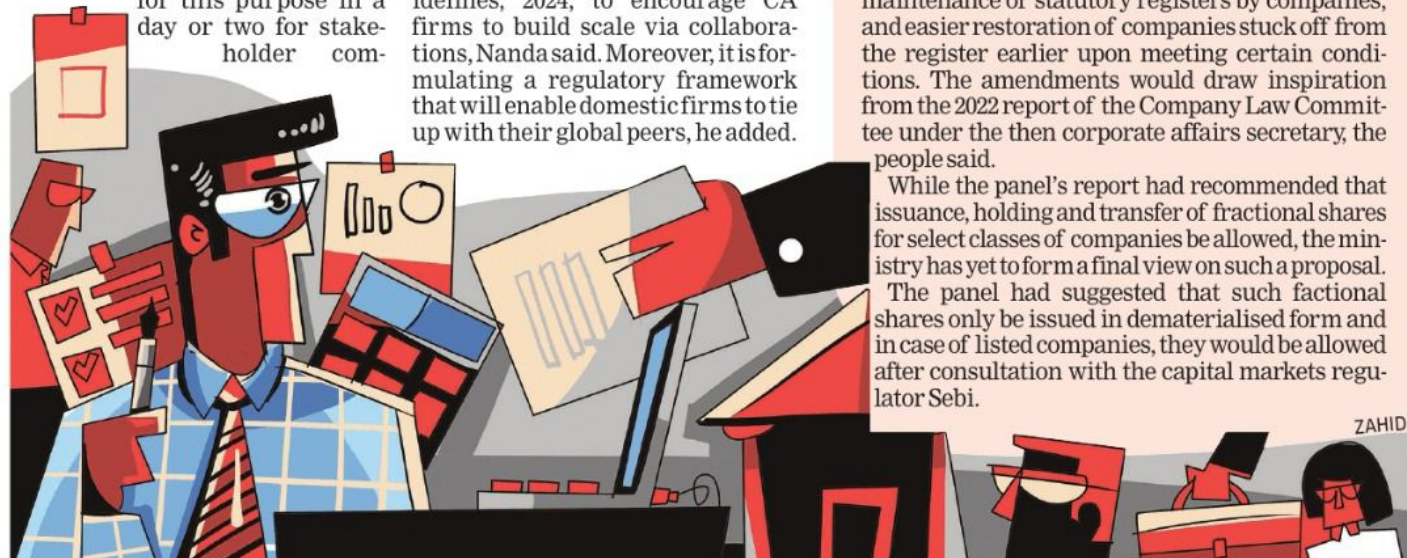 for this purpose in a
day or two for stake-
holder com-
idelines, 2024, to encourage CA
firms to build scale via collabora-
tions, Nanda said. Moreover, it is for-
mulating a regulatory framework
that will enable domestic firms to tie
up with their global peers, he added.
maintenance of statutory registers by companies,
and easier restoration of companies stuck off from
the register earlier upon meeting certain condi-
tions. The amendments would draw inspiration
from the 2022 report of the Company Law Commit-
tee under the then corporate affairs secretary, the
people said.
While the panel's report had recommended that
issuance, holding and transfer of fractional shares
for select classes of companies be allowed, the min-
istry has yet to form a final view on such a proposal.
The panel had suggested that such factional
shares only be issued in dematerialised form and
in case of listed companies, they would be allowed
after consultation with the capital markets regu-
lator Sebi.
ZAHID